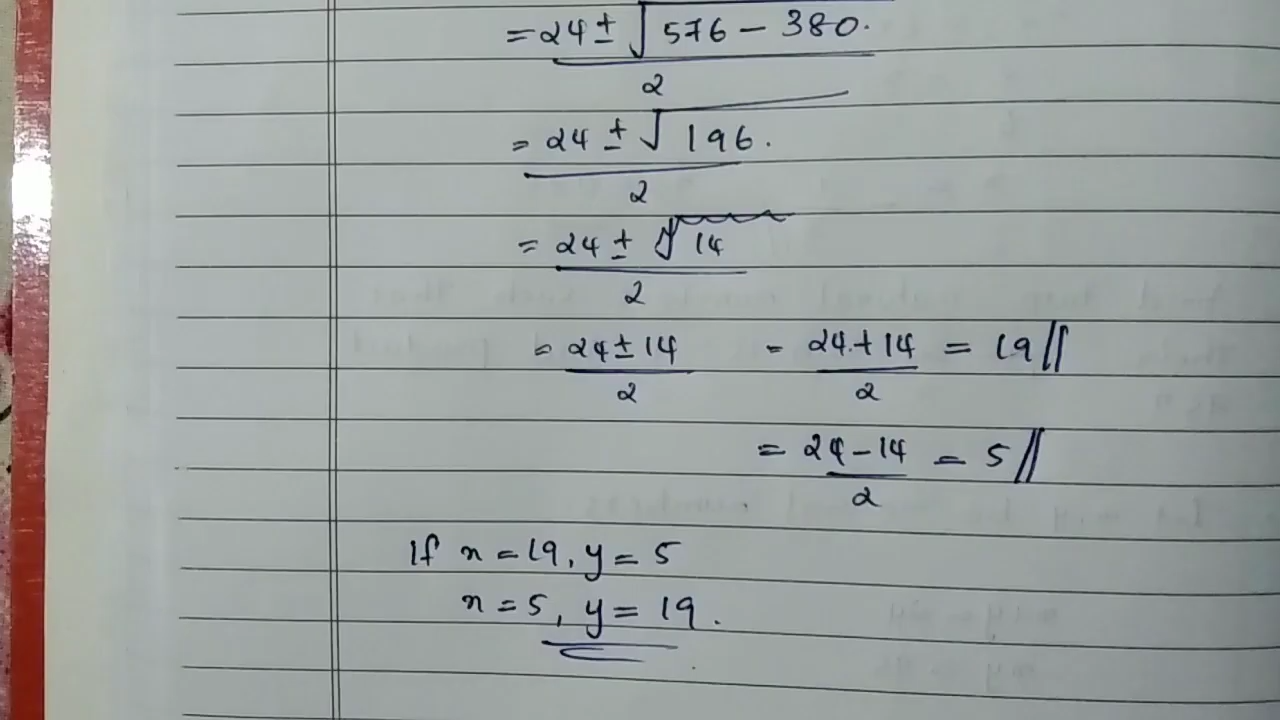 = 24 ± √576 - 380.
2
= 24 ± √196.
2
= 24 ± √14
2
= 24 ± 14 = 24 + 14 = 19 //
2 2
= 24 - 14 = 5 //
2
If x = 19, y = 5
x = 5, y = 19.